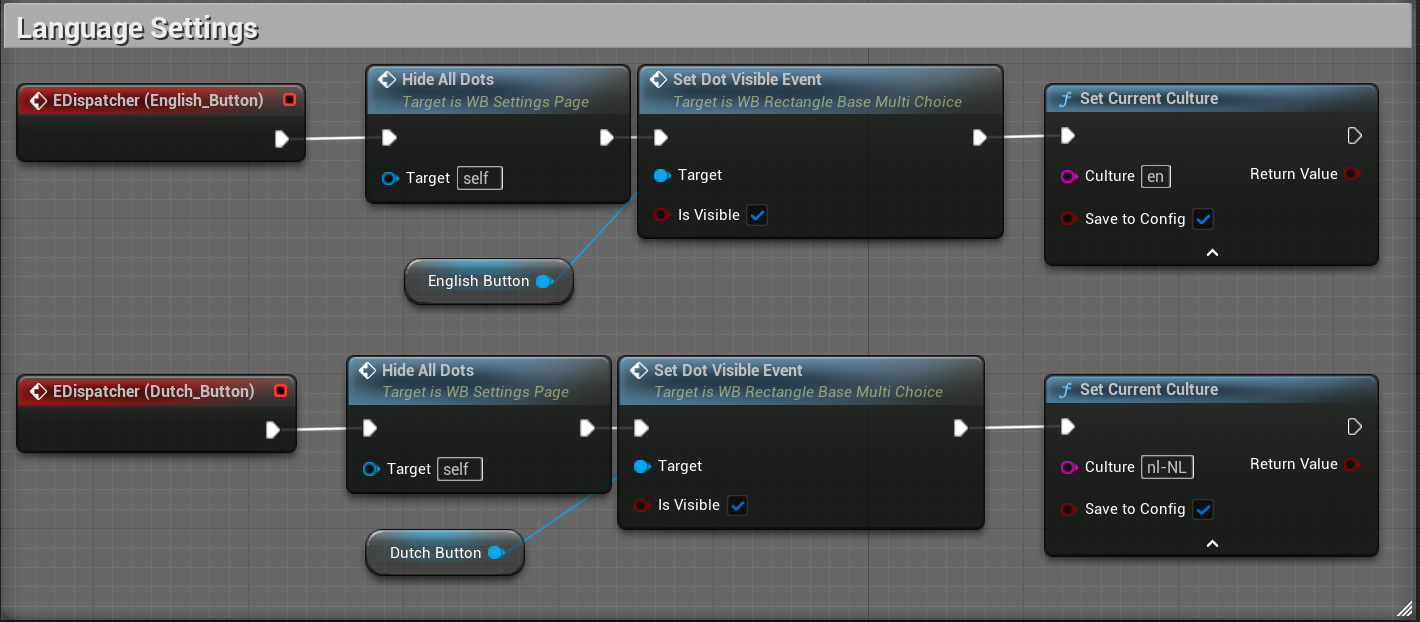 Language Settings
EDispatcher (English_Button)
Hide All Dots
Target is WB Settings Page
Target self
Set Dot Visible Event
Target is WB Rectangle Base Multi Choice
Target
Is Visible
English Button
Set Current Culture
Culture en
Return Value
Save to Config
EDispatcher (Dutch_Button)
Hide All Dots
Target is WB Settings Page
Target self
Set Dot Visible Event
Target is WB Rectangle Base Multi Choice
Target
Is Visible
Dutch Button
Set Current Culture
Culture nl-NL
Return Value
Save to Config